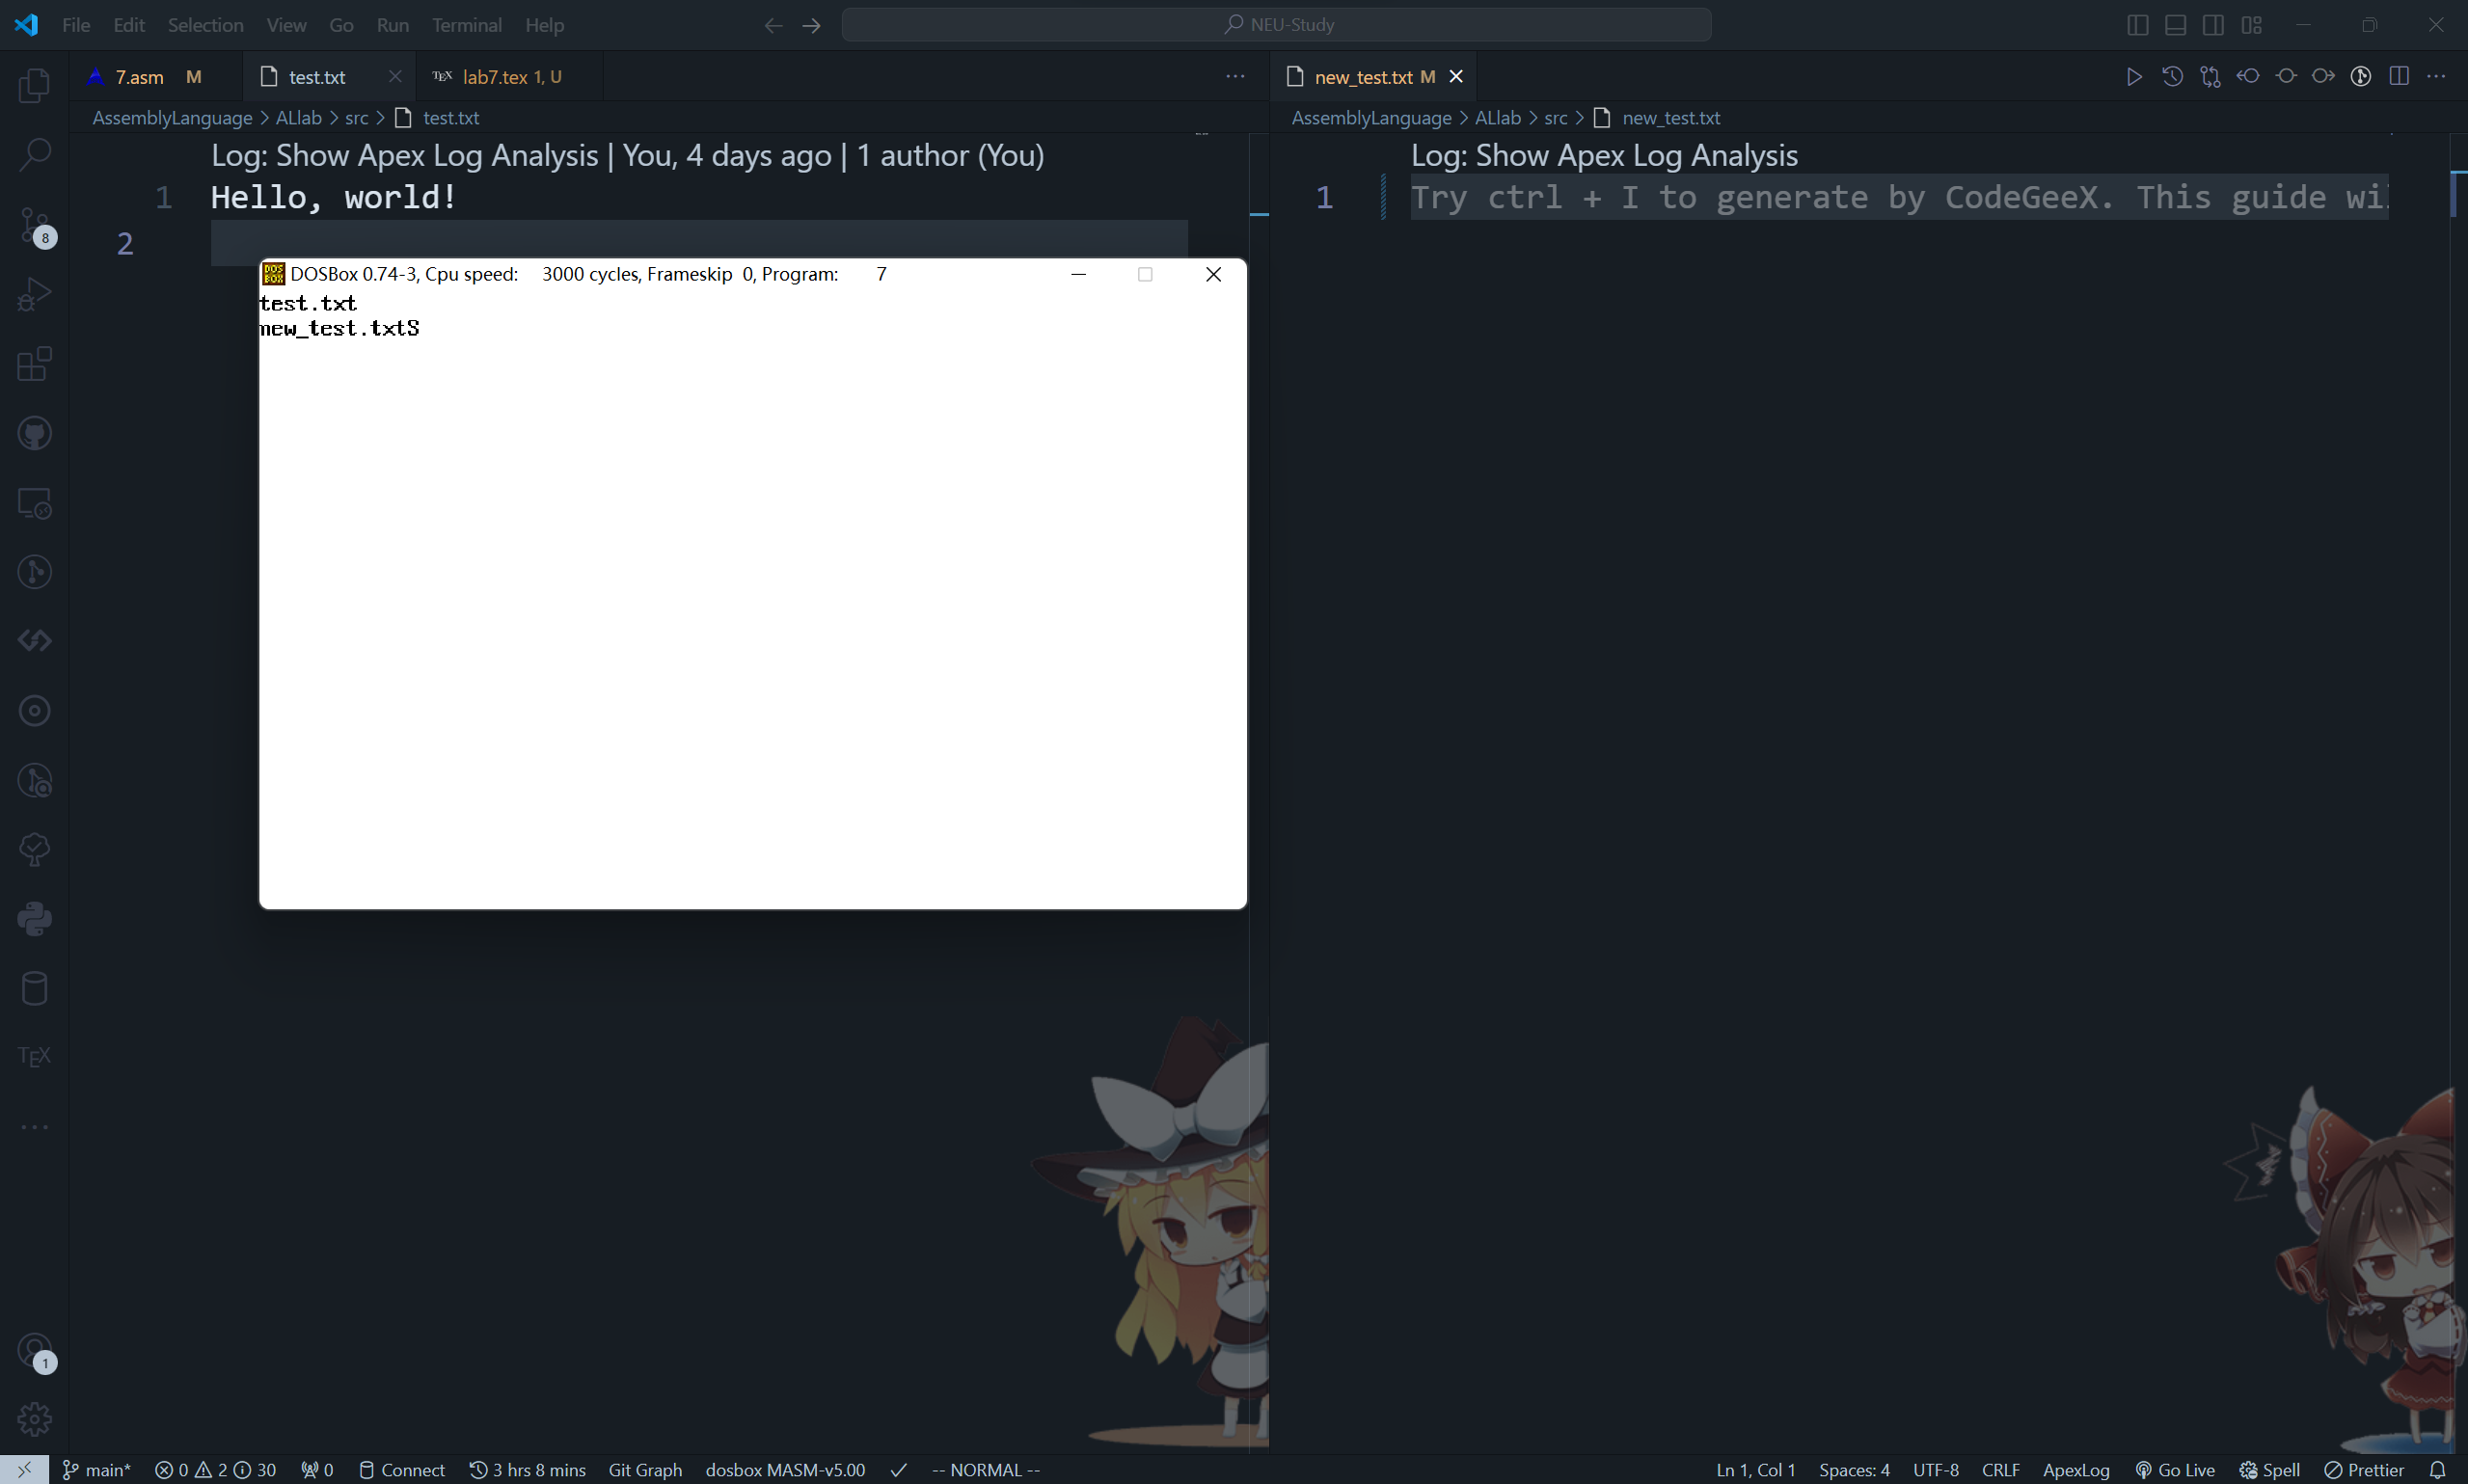 File Edit Selection View Go Run Terminal Help
NEU-Study
7.asm M
test.txt
TEX lab7.tex 1, U
new_test.txt M
AssemblyLanguage > ALlab > src > test.txt
AssemblyLanguage > ALlab > src > new_test.txt
Log: Show Apex Log Analysis | You, 4 days ago | 1 author (You)
1 Hello, world!
2
Log: Show Apex Log Analysis
1 Try ctrl + I to generate by CodeGeeX. This guide wi
8
DOSBox 0.74-3, Cpu speed: 3000 cycles, Frameskip 0, Program: 7
test.txt
new_test.txtS
TEX
1
main* 0 2 30 0 Connect 3 hrs 8 mins Git Graph dosbox MASM-v5.00 -- NORMAL --
Ln 1, Col 1 Spaces: 4 UTF-8 CRLF ApexLog Go Live Spell Prettier